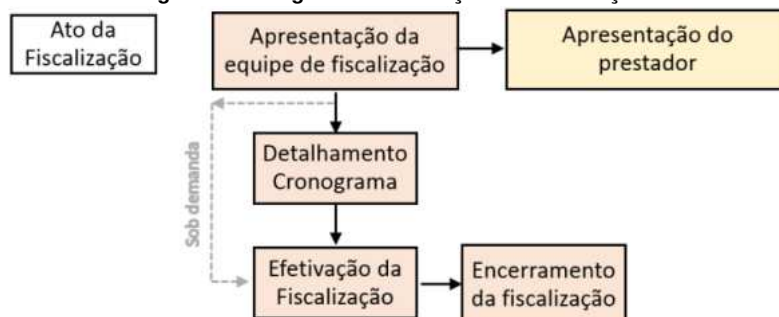 Ato da
Fiscalização
Apresentação da
equipe de fiscalização
Apresentação do
prestador
Sob demanda
Detalhamento
Cronograma
Efetivação da
Fiscalização
Encerramento
da fiscalização